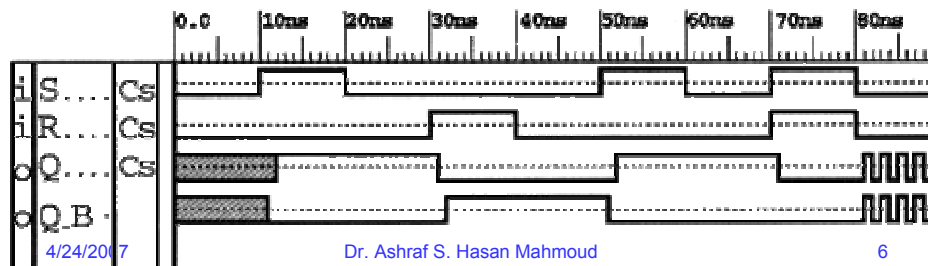 0.0 10ns 20ns 30ns 40ns 50ns 60ns 70ns 80ns
i S.... Cs
i R.... Cs
o Q.... Cs
o Q_B .
4/24/2007 Dr. Ashraf S. Hasan Mahmoud 6